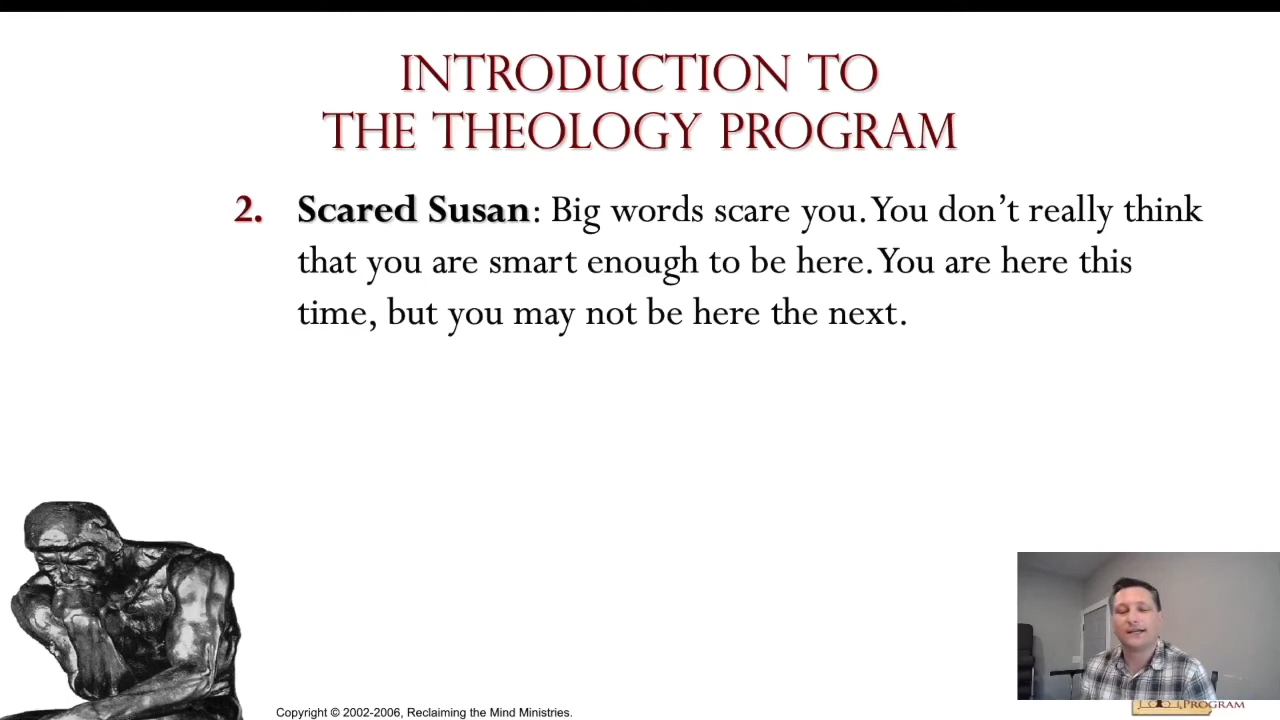 INTRODUCTION TO
THE THEOLOGY PROGRAM
2. Scared Susan: Big words scare you. You don’t really think
that you are smart enough to be here. You are here this
time, but you may not be here the next.
PROGRAM
Copyright © 2002-2006, Reclaiming the Mind Ministries.